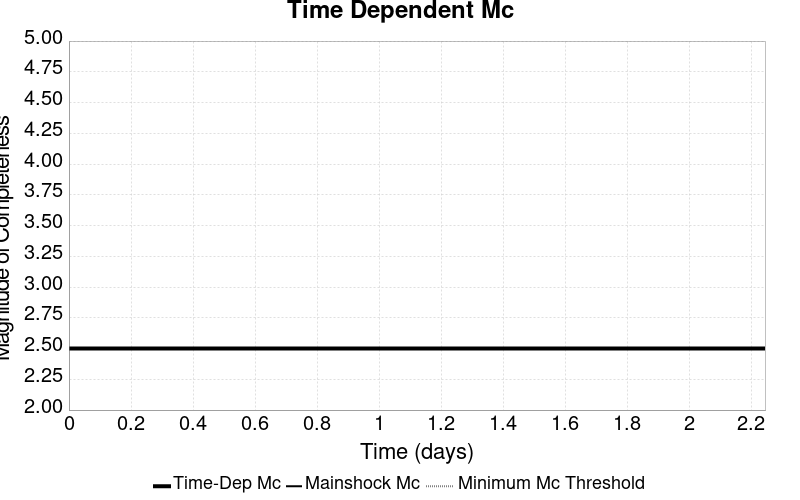 Time Dependent Mc
5.00
4.75
4.50
4.25
4.00
3.75
3.50
3.25
3.00
2.75
2.50
2.25
2.00
Magnitude of Completeness
0 0.2 0.4 0.6 0.8 1 1.2 1.4 1.6 1.8 2 2.2
Time (days)
Time-Dep Mc Mainshock Mc Minimum Mc Threshold